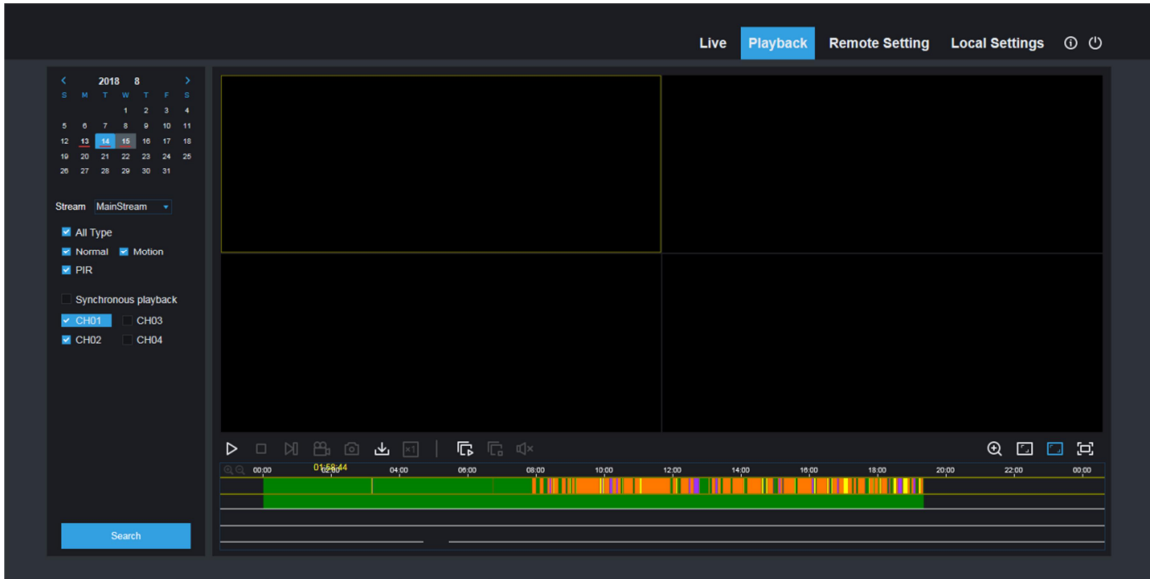 Live Playback Remote Setting Local Settings
2018 8
S M T W T F S
1 2 3 4
5 6 7 8 9 10 11
12 13 14 15 16 17 18
19 20 21 22 23 24 25
26 27 28 29 30 31
Stream MainStream
All Type
Normal Motion
PIR
Synchronous playback
CH01 CH03
CH02 CH04
Search
×1
01:58:44
00:00 02:00 04:00 06:00 08:00 10:00 12:00 14:00 16:00 18:00 20:00 22:00 00:00